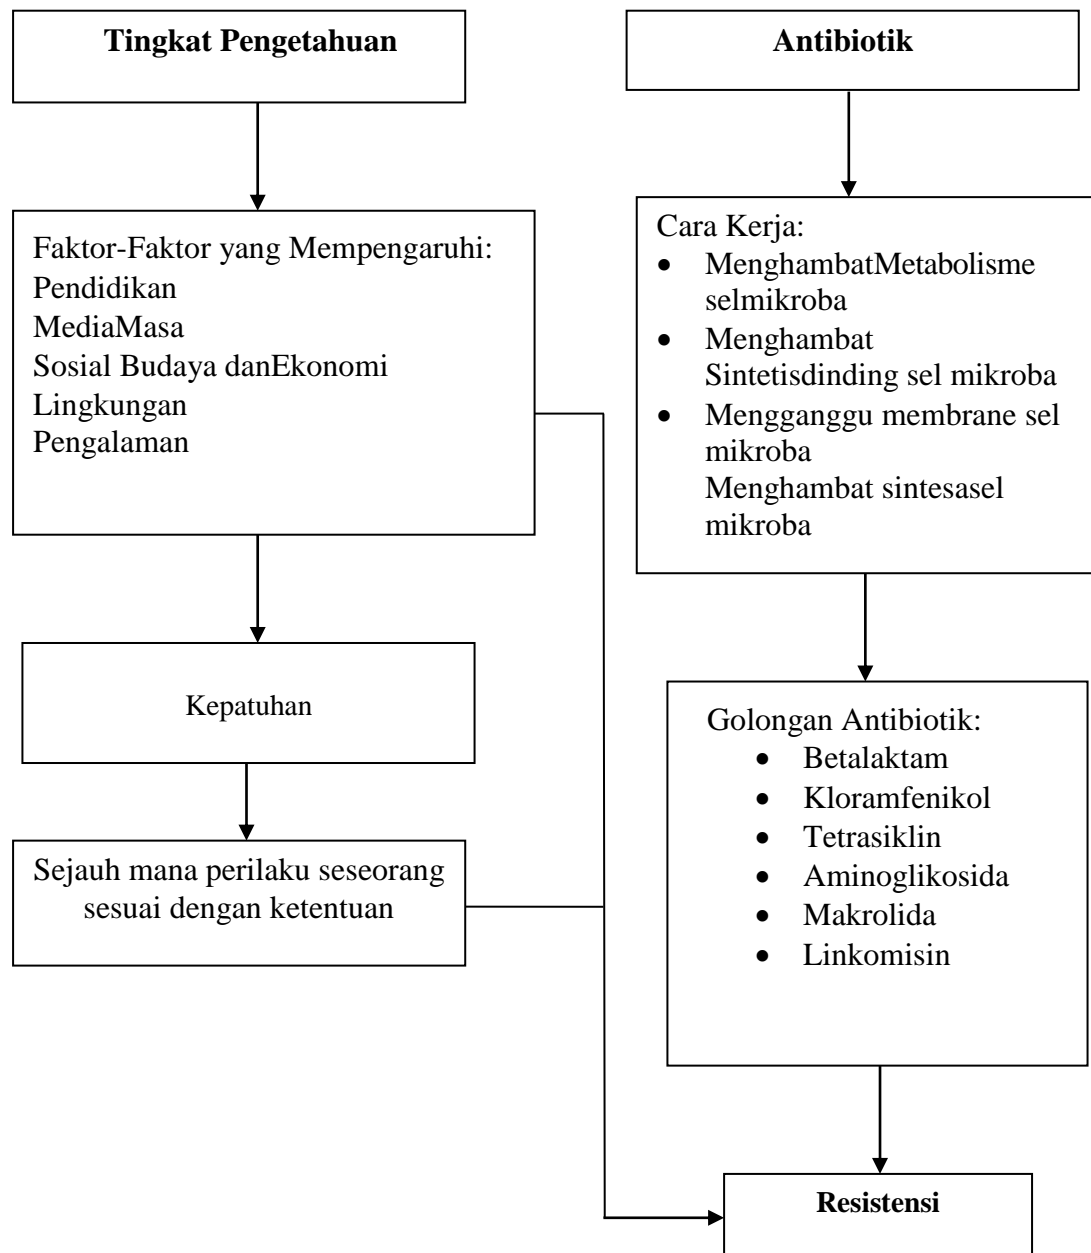 Tingkat Pengetahuan
Faktor-Faktor yang Mempengaruhi:
Pendidikan
MediaMasa
Sosial Budaya danEkonomi
Lingkungan
Pengalaman
Kepatuhan
Sejauh mana perilaku seseorang
sesuai dengan ketentuan
Antibiotik
Cara Kerja:
• MenghambatMetabolisme
selmikroba
• Menghambat
Sintetisdinding sel mikroba
• Mengganggu membrane sel
mikroba
Menghambat sintesasel
mikroba
Golongan Antibiotik:
• Betalaktam
• Kloramfenikol
• Tetrasiklin
• Aminoglikosida
• Makrolida
• Linkomisin
Resistensi